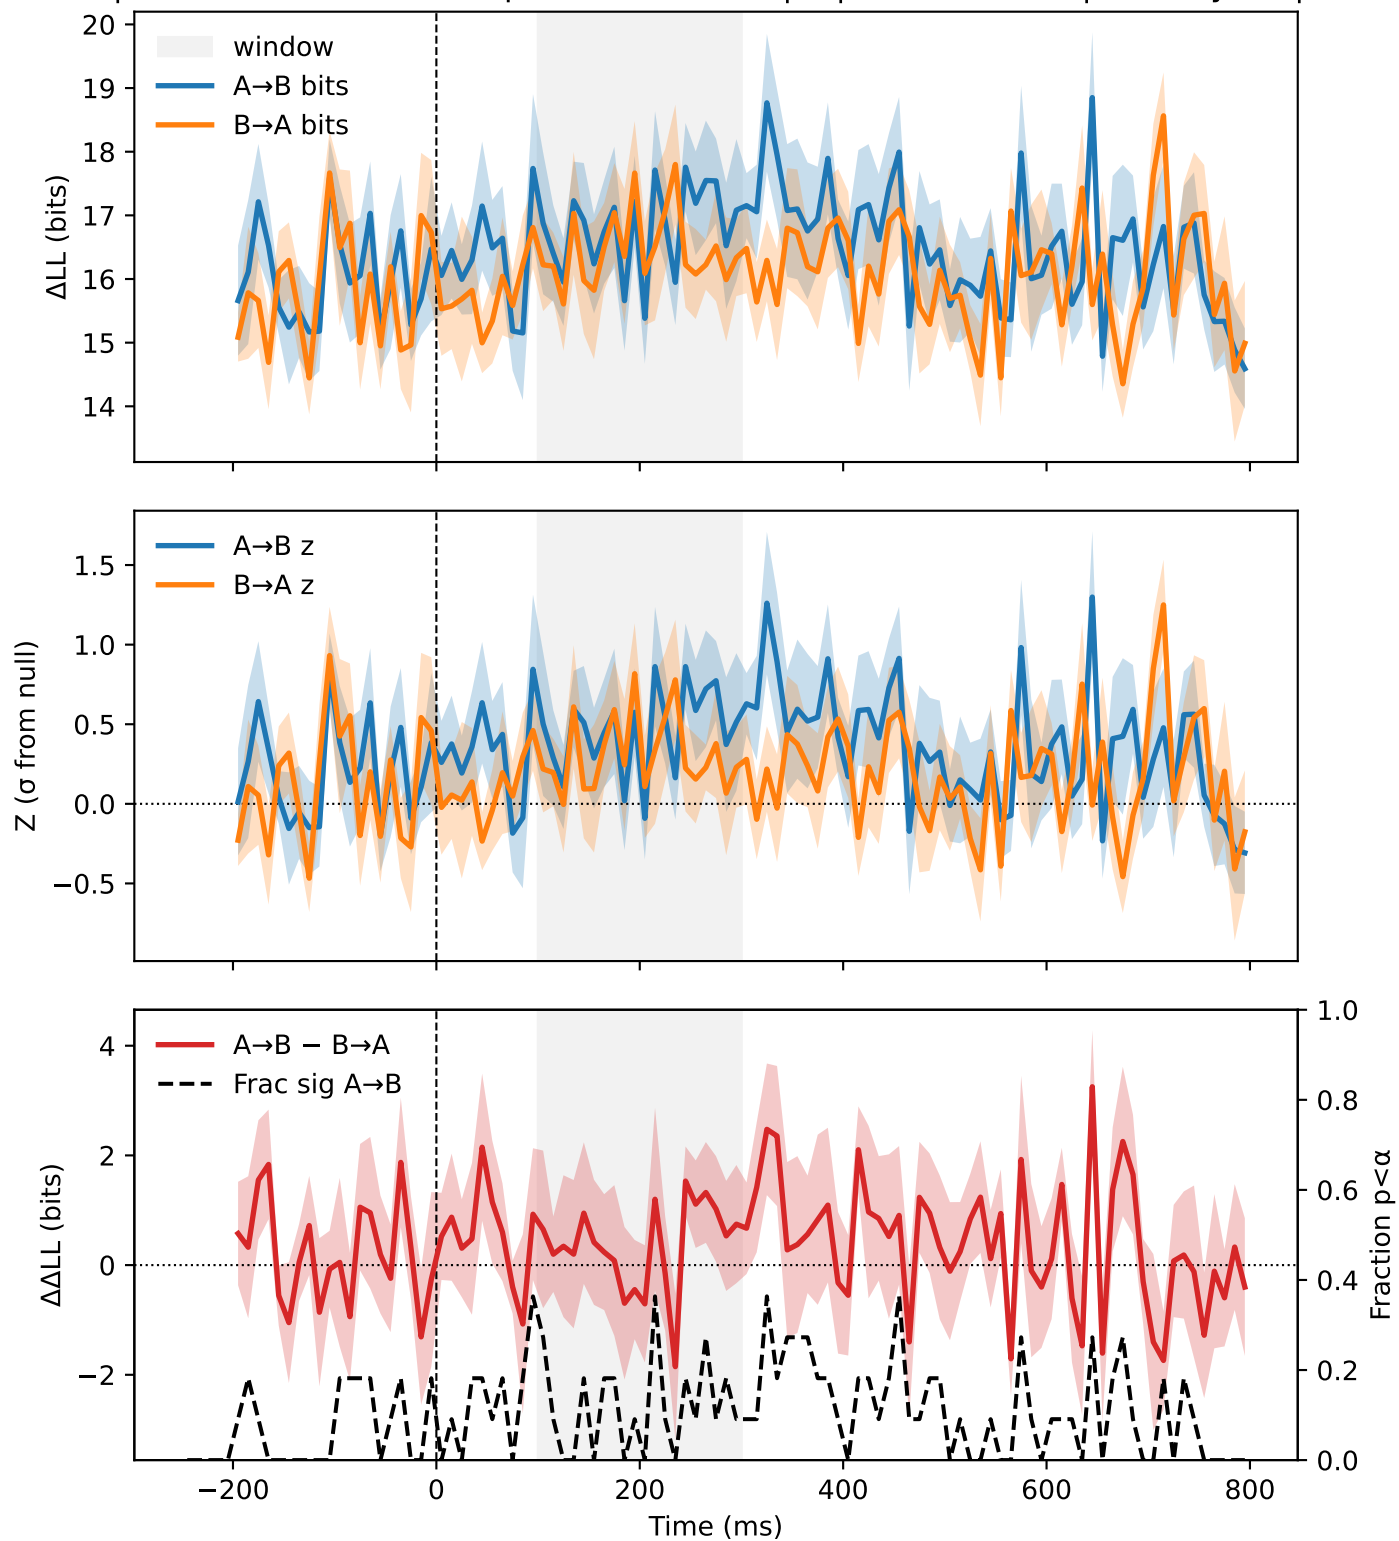 20
19
18
17
16
15
14
ΔLL (bits)
window
A→B bits
B→A bits
1.5
1.0
0.5
0.0
−0.5
Z (σ from null)
A→B z
B→A z
4
2
0
−2
ΔΔLL (bits)
A→B − B→A
Frac sig A→B
1.0
0.8
0.6
0.4
0.2
0.0
Fraction p<α
−200 0 200 400 600 800
Time (ms)